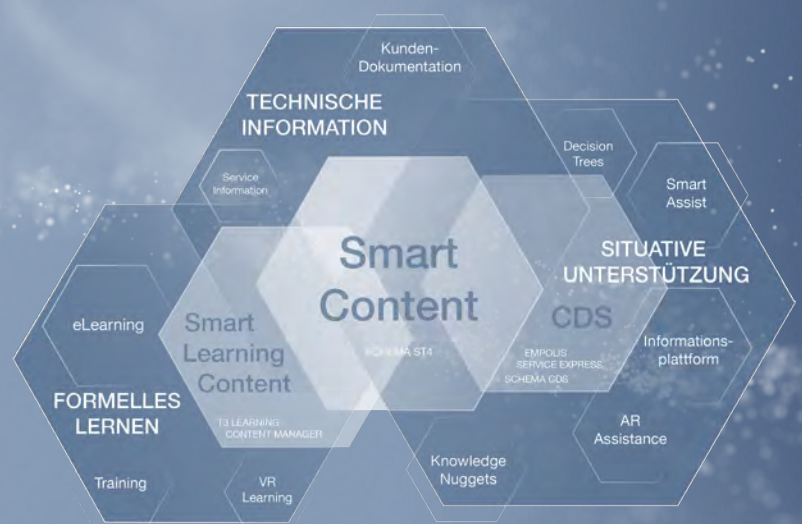 Kunden-
Dokumentation
TECHNISCHE
INFORMATION
Decision
Trees
Service
Information
Smart
Assist
Smart
Content
SCHEMA ST4
SITUATIVE
UNTERSTÜTZUNG
CDS
EMPOLIS
SERVICE EXPRESS,
SCHEMA CDS
eLearning
Smart
Learning
Content
T3 LEARNING
CONTENT MANAGER
Informations-
plattform
FORMELLES
LERNEN
AR
Assistance
Knowledge
Nuggets
Training
VR
Learning